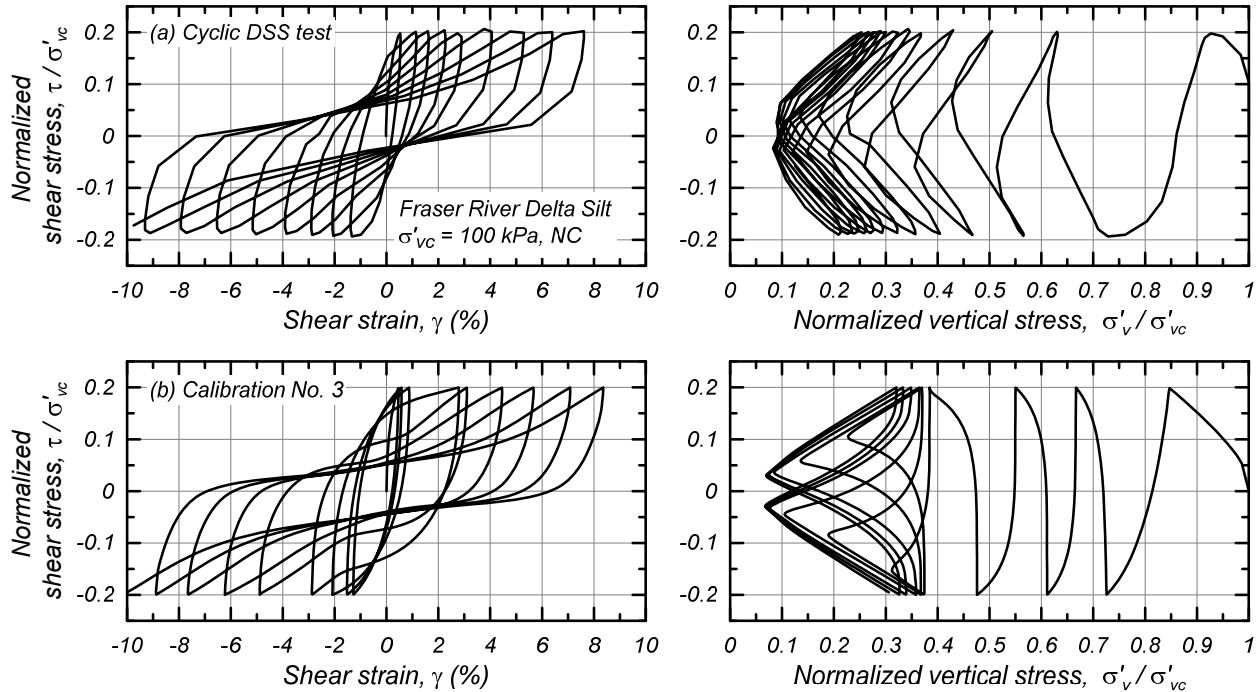 (a) Cyclic DSS test
Normalized
shear stress, τ / σ'vc
0.2
0.1
0
-0.1
-0.2
Fraser River Delta Silt
σ'vc = 100 kPa, NC
-10 -8 -6 -4 -2 0 2 4 6 8 10
Shear strain, γ (%)
0.2
0.1
0
-0.1
-0.2
0 0.1 0.2 0.3 0.4 0.5 0.6 0.7 0.8 0.9 1
Normalized vertical stress, σ'v / σ'vc
(b) Calibration No. 3
Normalized
shear stress, τ / σ'vc
0.2
0.1
0
-0.1
-0.2
-10 -8 -6 -4 -2 0 2 4 6 8 10
Shear strain, γ (%)
0.2
0.1
0
-0.1
-0.2
0 0.1 0.2 0.3 0.4 0.5 0.6 0.7 0.8 0.9 1
Normalized vertical stress, σ'v / σ'vc